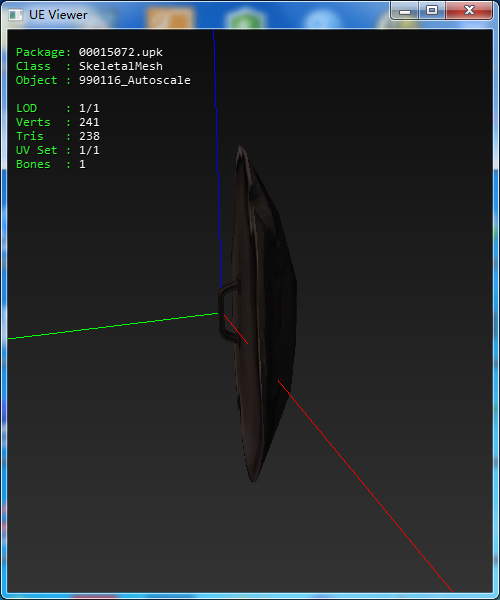 UE Viewer
Package: 00015072.upk
Class : SkeletalMesh
Object : 990116_Autoscale
LOD : 1/1
Verts : 241
Tris : 238
UV Set : 1/1
Bones : 1